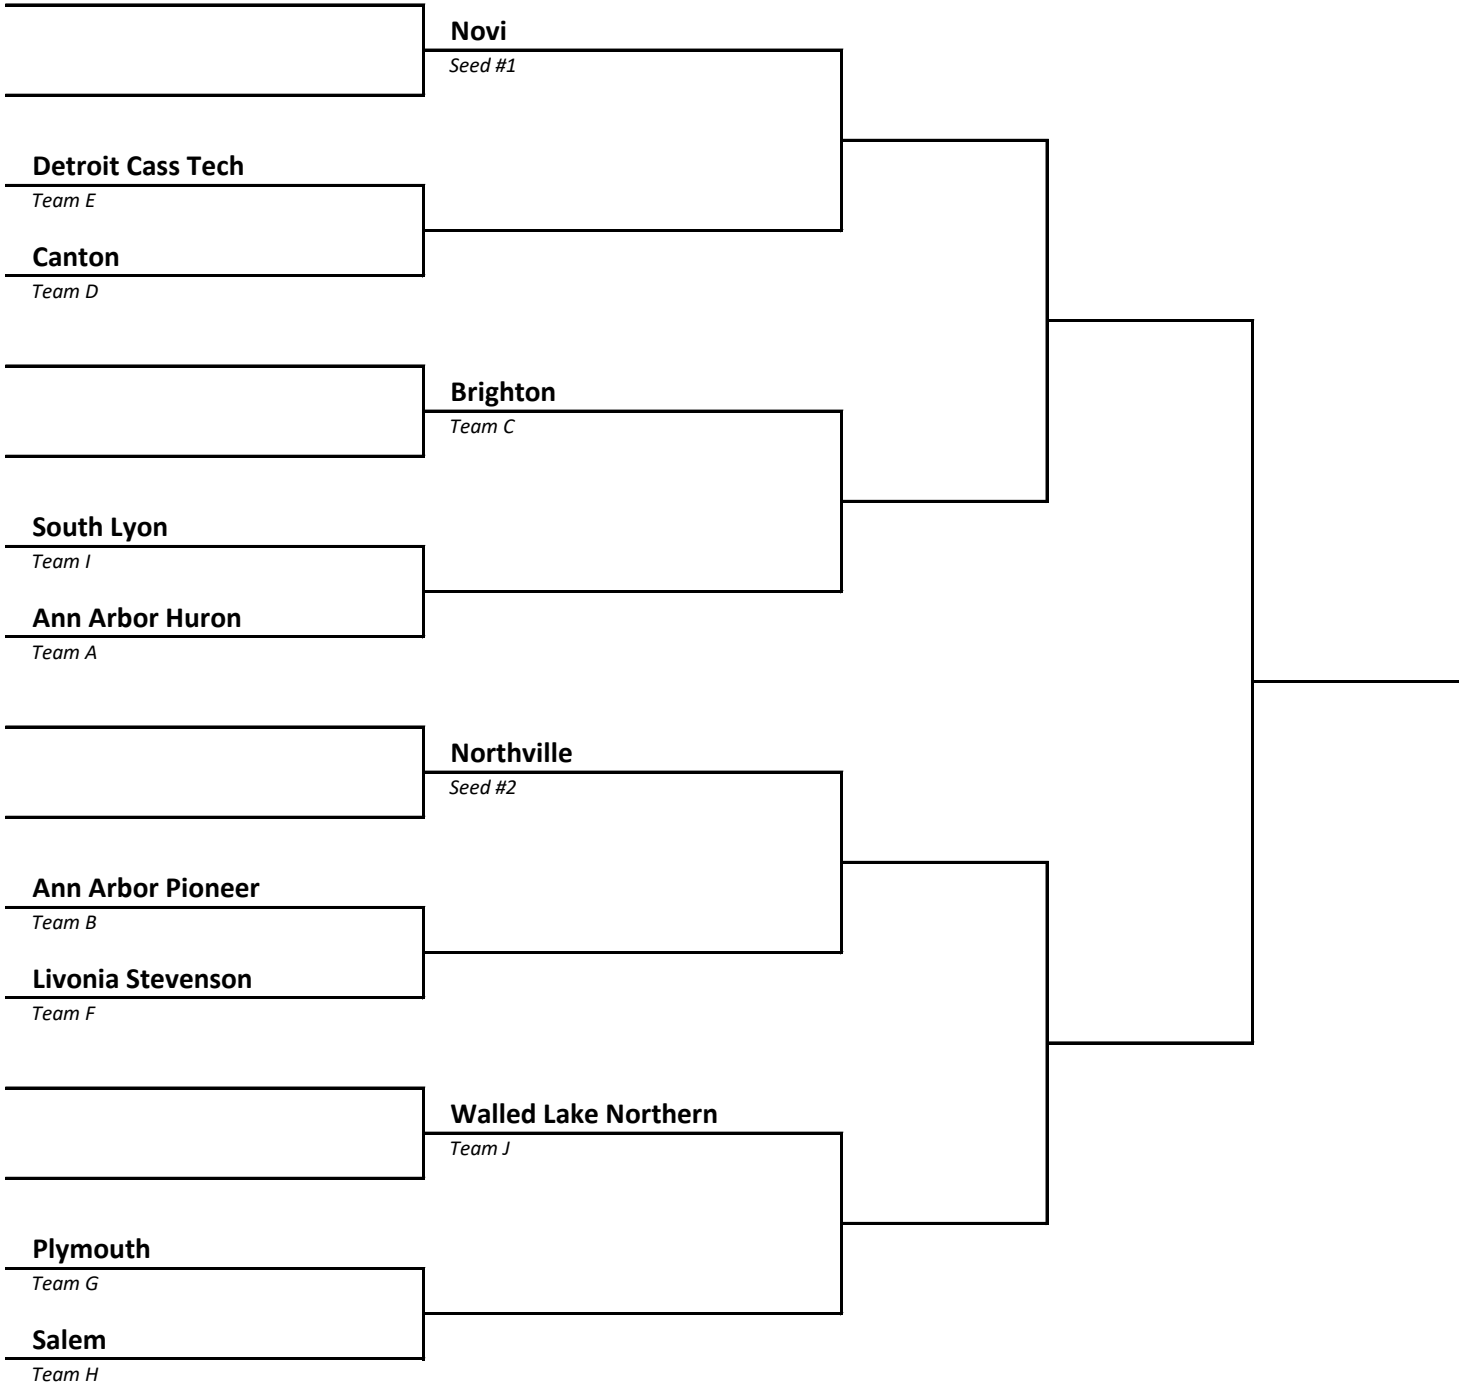 Novi
Seed #1
Detroit Cass Tech
Team E
Canton
Team D
Brighton
Team C
South Lyon
Team I
Ann Arbor Huron
Team A
Northville
Seed #2
Ann Arbor Pioneer
Team B
Livonia Stevenson
Team F
Walled Lake Northern
Team J
Plymouth
Team G
Salem
Team H